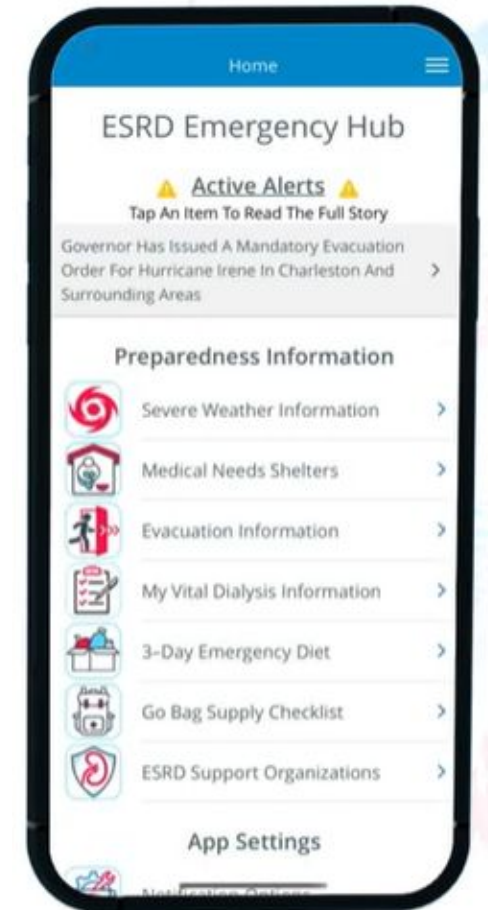 Home
ESRD Emergency Hub
Active Alerts
Tap An Item To Read The Full Story
Governor Has Issued A Mandatory Evacuation
Order For Hurricane Irene In Charleston And
Surrounding Areas
Preparedness Information
Severe Weather Information
Medical Needs Shelters
Evacuation Information
My Vital Dialysis Information
3-Day Emergency Diet
Go Bag Supply Checklist
ESRD Support Organizations
App Settings
Notification Options